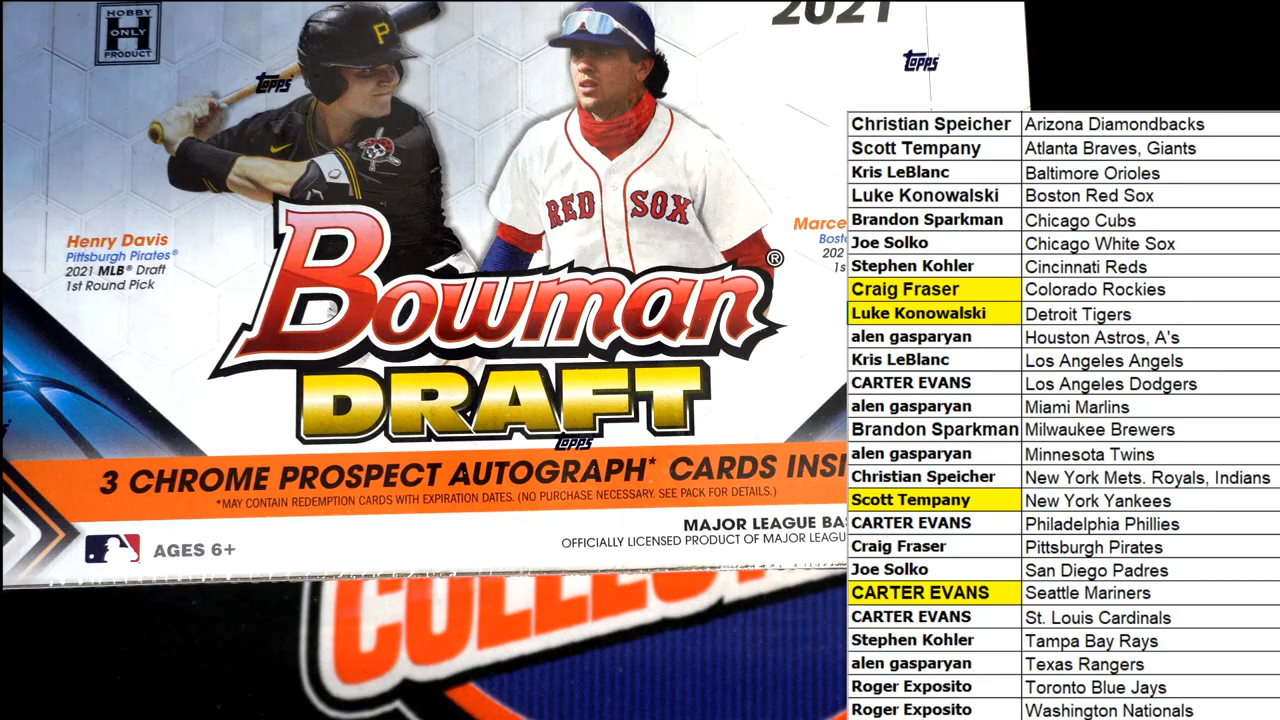 HOBBY
ONLY
PRODUCT
H
2021
P
topps
topps
RED SOX
Henry Davis
Pittsburgh Pirates®
2021 MLB® Draft
1st Round Pick
Marce
Bosto
202
1s
Bowman®
DRAFT
topps
3 CHROME PROSPECT AUTOGRAPH* CARDS INSI
*MAY CONTAIN REDEMPTION CARDS WITH EXPIRATION DATES. (NO PURCHASE NECESSARY. SEE PACK FOR DETAILS.)
MAJOR LEAGUE BA
OFFICIALLY LICENSED PRODUCT OF MAJOR LEAGU
AGES 6+
COLLECT
Christian Speicher Arizona Diamondbacks
Scott Tempany Atlanta Braves, Giants
Kris LeBlanc Baltimore Orioles
Luke Konowalski Boston Red Sox
Brandon Sparkman Chicago Cubs
Joe Solko Chicago White Sox
Stephen Kohler Cincinnati Reds
Craig Fraser Colorado Rockies
Luke Konowalski Detroit Tigers
alen gasparyan Houston Astros, A's
Kris LeBlanc Los Angeles Angels
CARTER EVANS Los Angeles Dodgers
alen gasparyan Miami Marlins
Brandon Sparkman Milwaukee Brewers
alen gasparyan Minnesota Twins
Christian Speicher New York Mets. Royals, Indians
Scott Tempany New York Yankees
CARTER EVANS Philadelphia Phillies
Craig Fraser Pittsburgh Pirates
Joe Solko San Diego Padres
CARTER EVANS Seattle Mariners
CARTER EVANS St. Louis Cardinals
Stephen Kohler Tampa Bay Rays
alen gasparyan Texas Rangers
Roger Exposito Toronto Blue Jays
Roger Exposito Washington Nationals